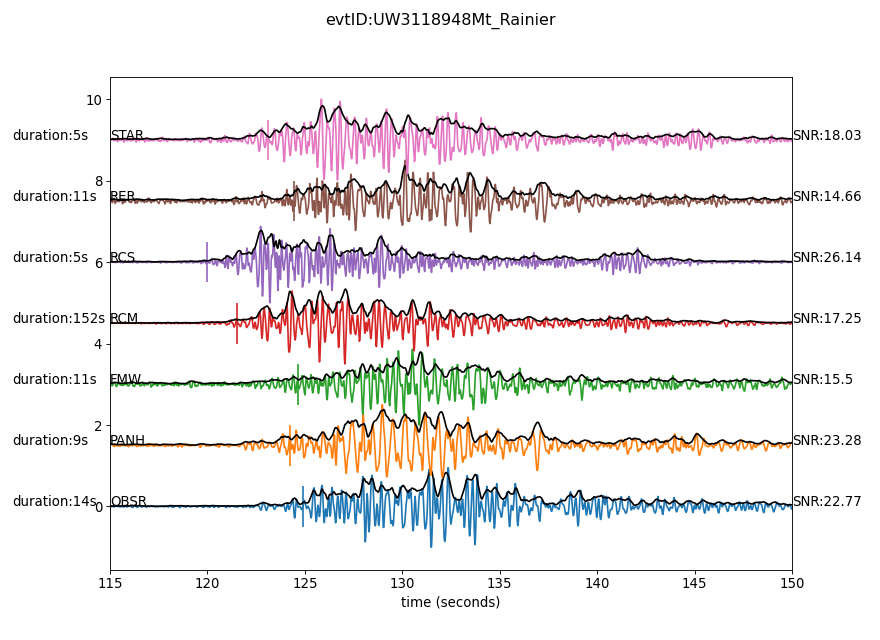 evtID:UW3118948Mt_Rainier
10
duration:5s STAR SNR:18.03
8
duration:11s RER SNR:14.66
duration:5s RCS SNR:26.14
6
duration:152s RCM SNR:17.25
4
duration:11s EMW SNR:15.5
2
duration:9s PANH SNR:23.28
duration:14s OBSR SNR:22.77
0
115 120 125 130 135 140 145 150
time (seconds)